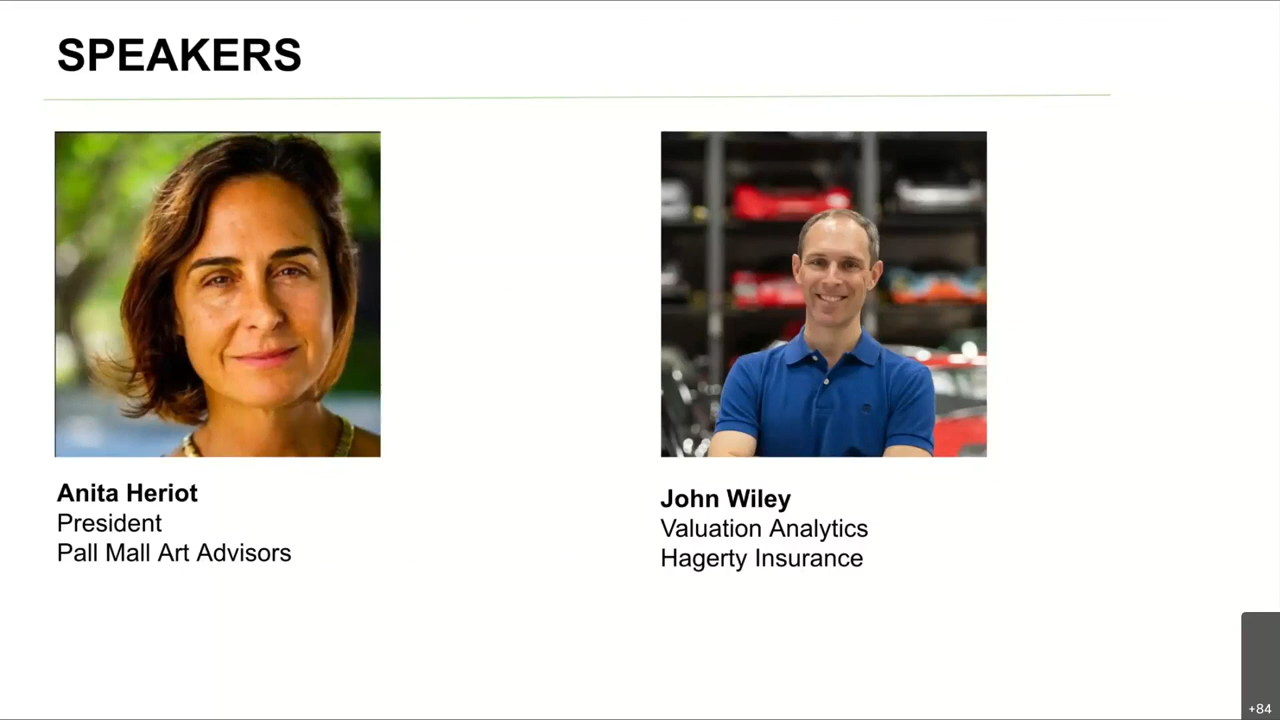 SPEAKERS
Anita Heriot
President
Pall Mall Art Advisors
John Wiley
Valuation Analytics
Hagerty Insurance
+84